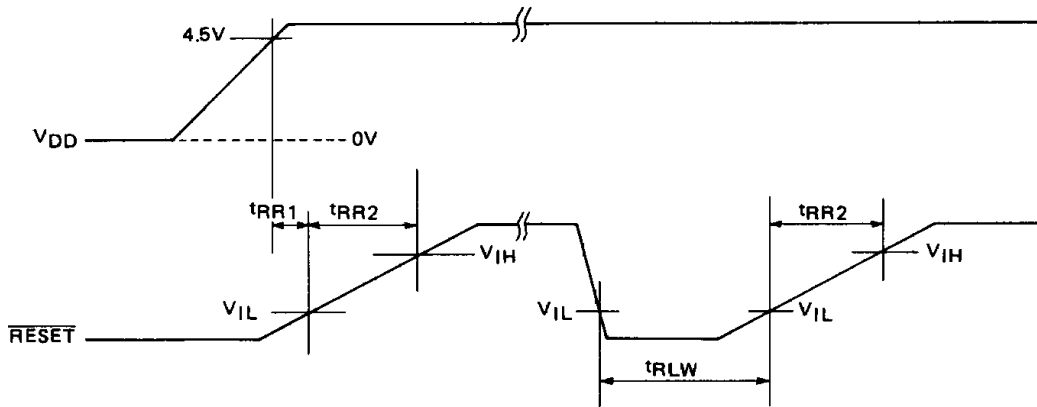 4.5V
VDD
0V
tRR1
tRR2
tRR2
VIH
VIH
VIL
VIL
VIL
RESET
tRLW